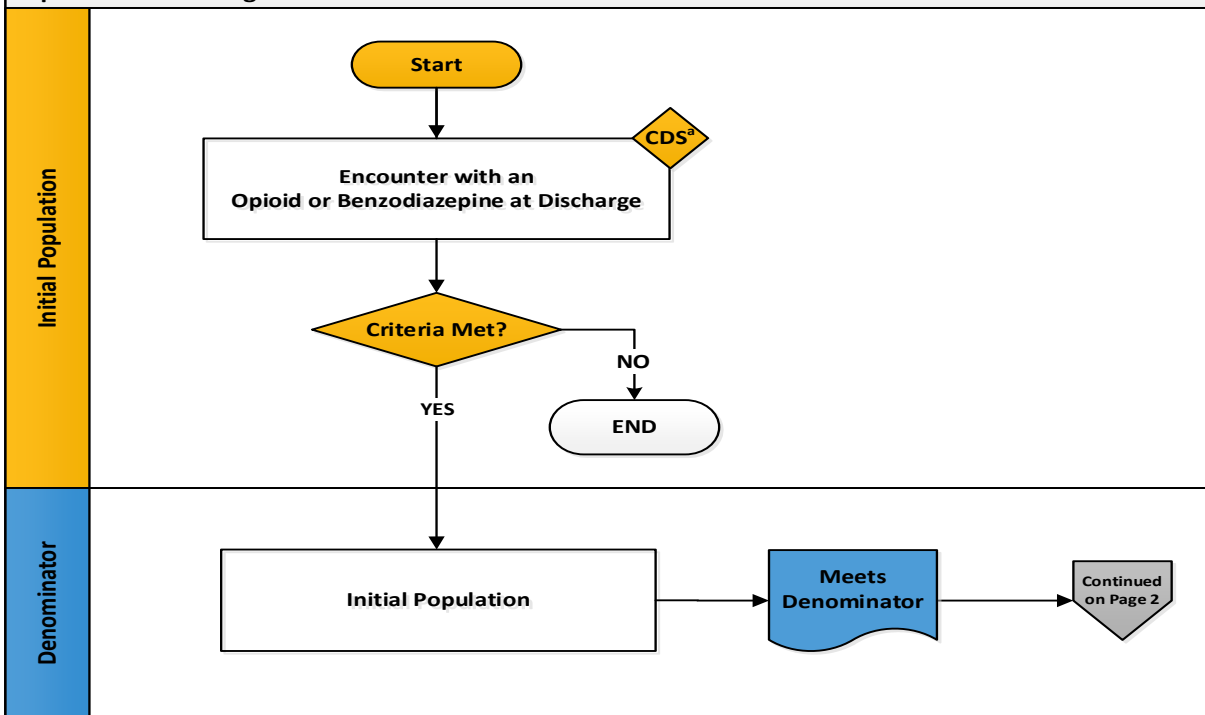 Initial Population
Start
CDSa
Encounter with an
Opioid or Benzodiazepine at Discharge
Criteria Met?
NO
YES
END
Denominator
Initial Population
Meets
Denominator
Continued
on Page 2